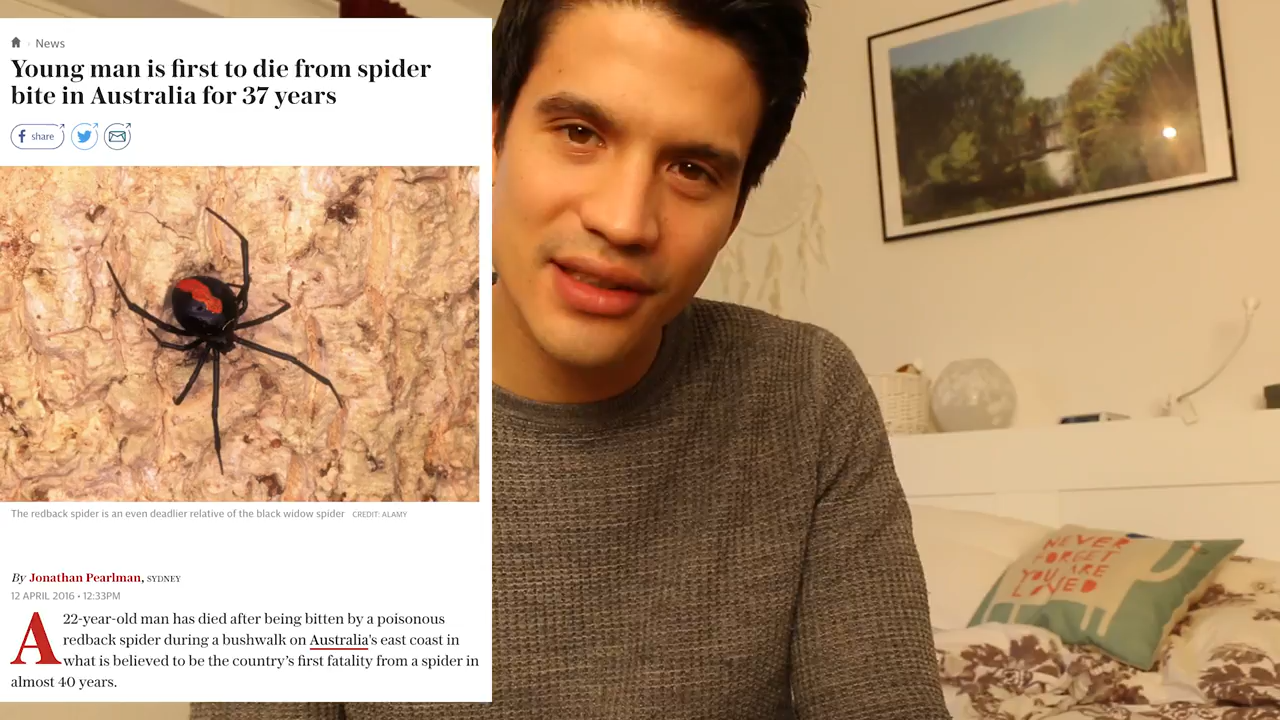 News
Young man is first to die from spider
bite in Australia for 37 years
f share
The redback spider is an even deadlier relative of the black widow spider CREDIT: ALAMY
By Jonathan Pearlman, SYDNEY
12 APRIL 2016 • 12:33PM
A 22-year-old man has died after being bitten by a poisonous
redback spider during a bushwalk on Australia's east coast in
what is believed to be the country's first fatality from a spider in
almost 40 years.
NEVER
FORGET
YOU ARE
LOVED